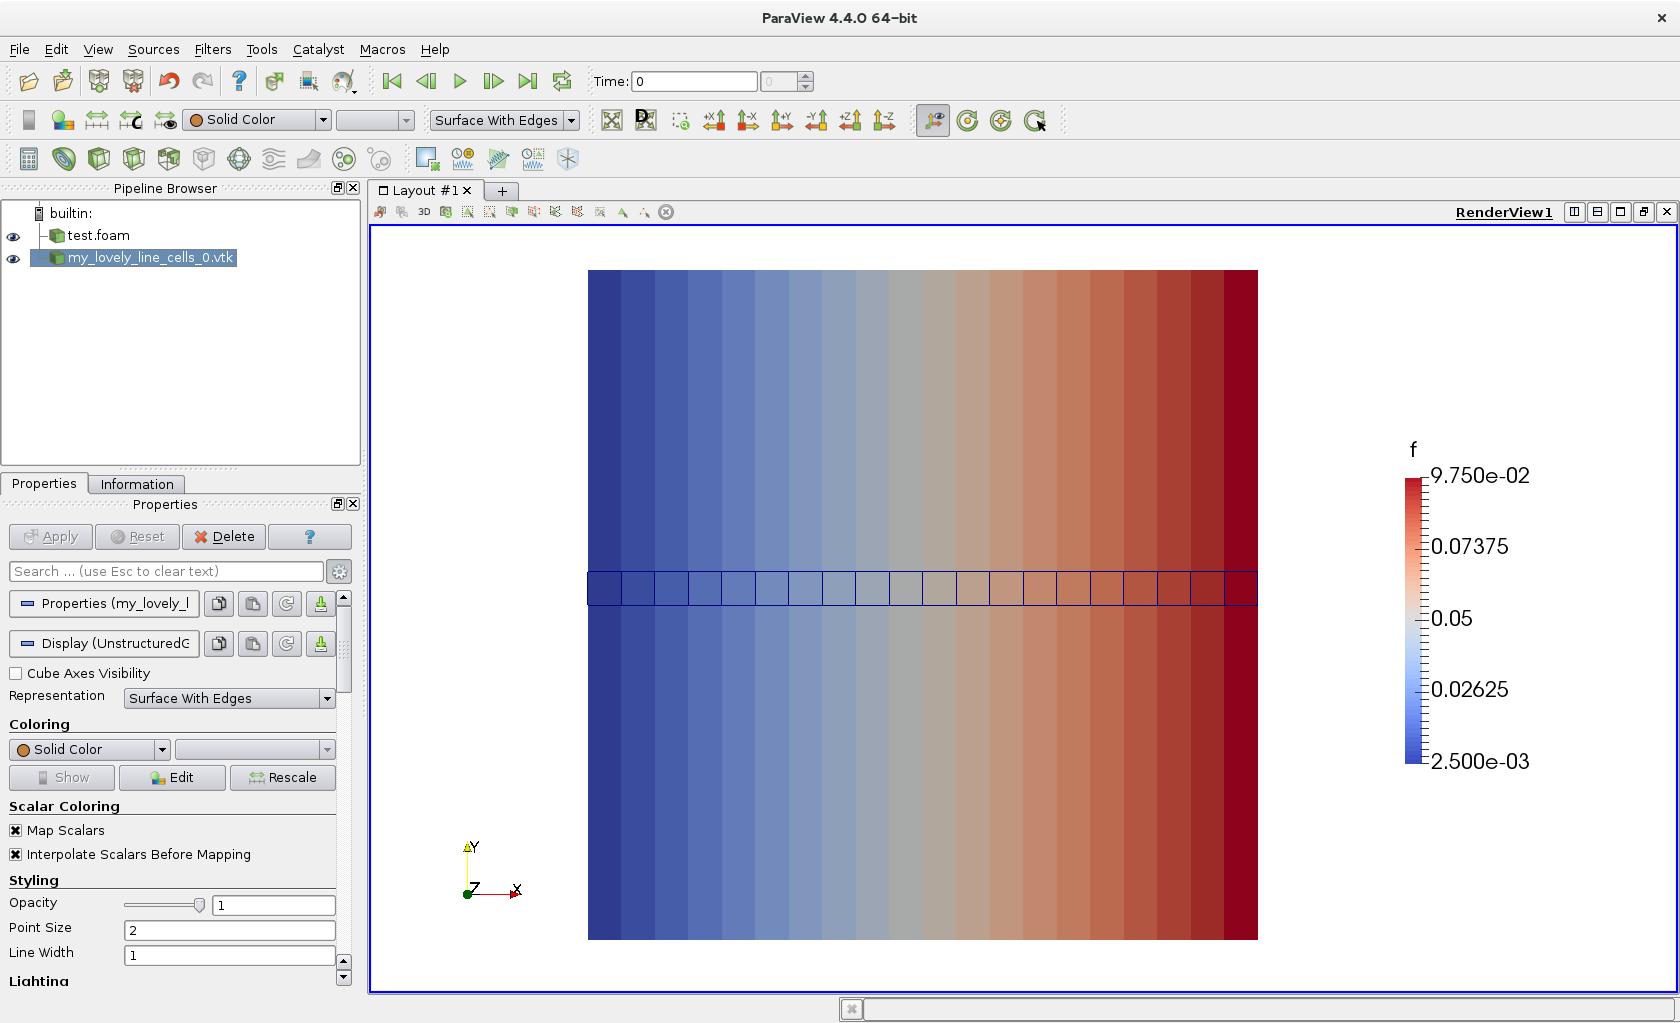 ParaView 4.4.0 64-bit
File Edit View Sources Filters Tools Catalyst Macros Help
Time: 0 0
Solid Color Surface With Edges
Pipeline Browser
builtin:
test.foam
my_lovely_line_cells_0.vtk
Properties Information
Properties
Apply Reset Delete ?
Search ... (use Esc to clear text)
Properties (my_lovely_l
Display (UnstructuredG
Cube Axes Visibility
Representation Surface With Edges
Coloring
Solid Color
Show Edit Rescale
Scalar Coloring
Map Scalars
Interpolate Scalars Before Mapping
Styling
Opacity 1
Point Size 2
Line Width 1
Lighting
Layout #1
3D
RenderView1
f
9.750e-02
0.07375
0.05
0.02625
2.500e-03
Y
Z X